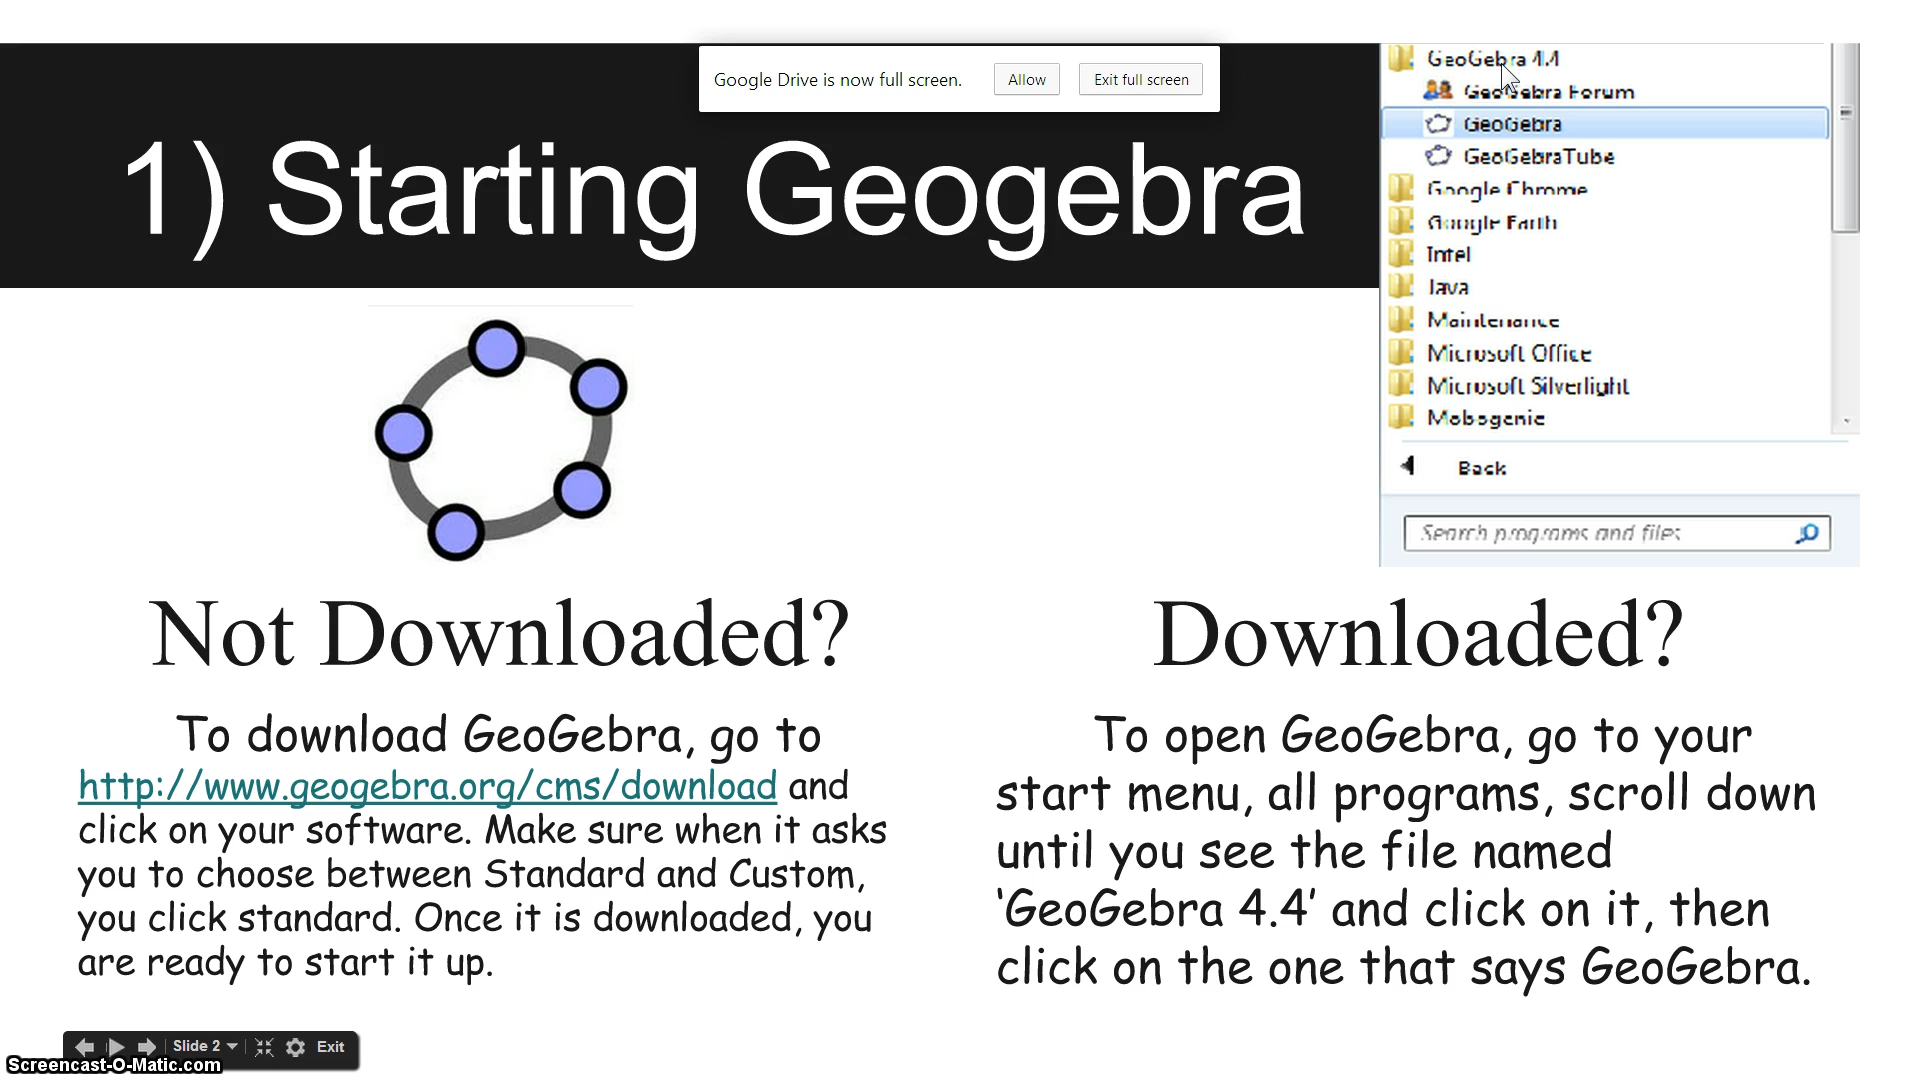 Google Drive is now full screen. Allow Exit full screen
1) Starting Geogebra
GeoGebra 4.4
GeoGebra Forum
GeoGebra
GeoGebraTube
Google Chrome
Google Earth
Intel
Java
Maintenance
Microsoft Office
Microsoft Silverlight
Mobogenie
Back
Search programs and files
Not Downloaded?
To download GeoGebra, go to
http://www.geogebra.org/cms/download and
click on your software. Make sure when it asks
you to choose between Standard and Custom,
you click standard. Once it is downloaded, you
are ready to start it up.
Downloaded?
To open GeoGebra, go to your
start menu, all programs, scroll down
until you see the file named
‘GeoGebra 4.4’ and click on it, then
click on the one that says GeoGebra.
Slide 2 Exit
Screencast-O-Matic.com